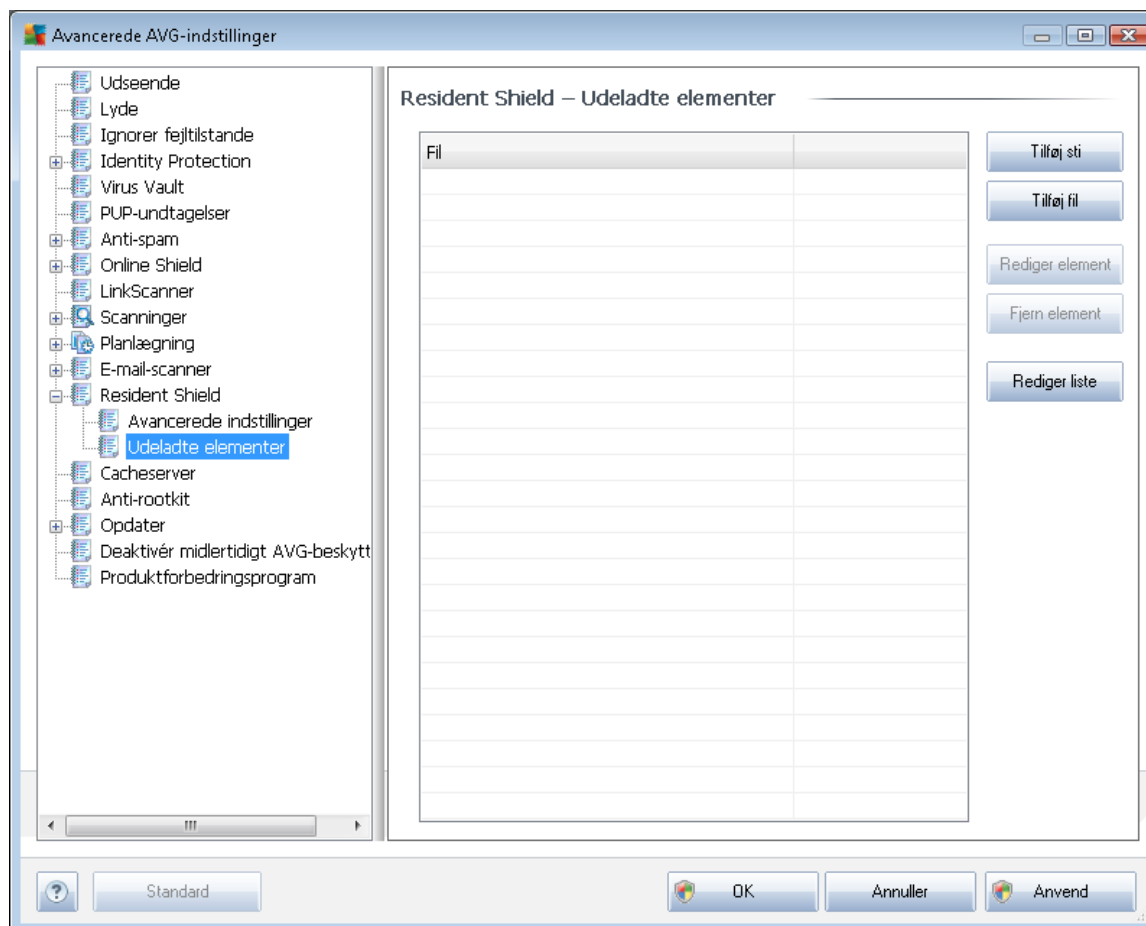 Avancerede AVG-indstillinger
Udseende
Lyde
Ignorer fejltilstande
Identity Protection
Virus Vault
PUP-undtagelser
Anti-spam
Online Shield
LinkScanner
Scanninger
Planlægning
E-mail-scanner
Resident Shield
Avancerede indstillinger
Udeladte elementer
Cacheserver
Anti-rootkit
Opdater
Deaktivér midlertidigt AVG-beskytt
Produktforbedringsprogram
Resident Shield – Udeladte elementer
Fil
Tilføj sti
Tilføj fil
Rediger element
Fjern element
Rediger liste
Standard
OK
Annuller
Anvend